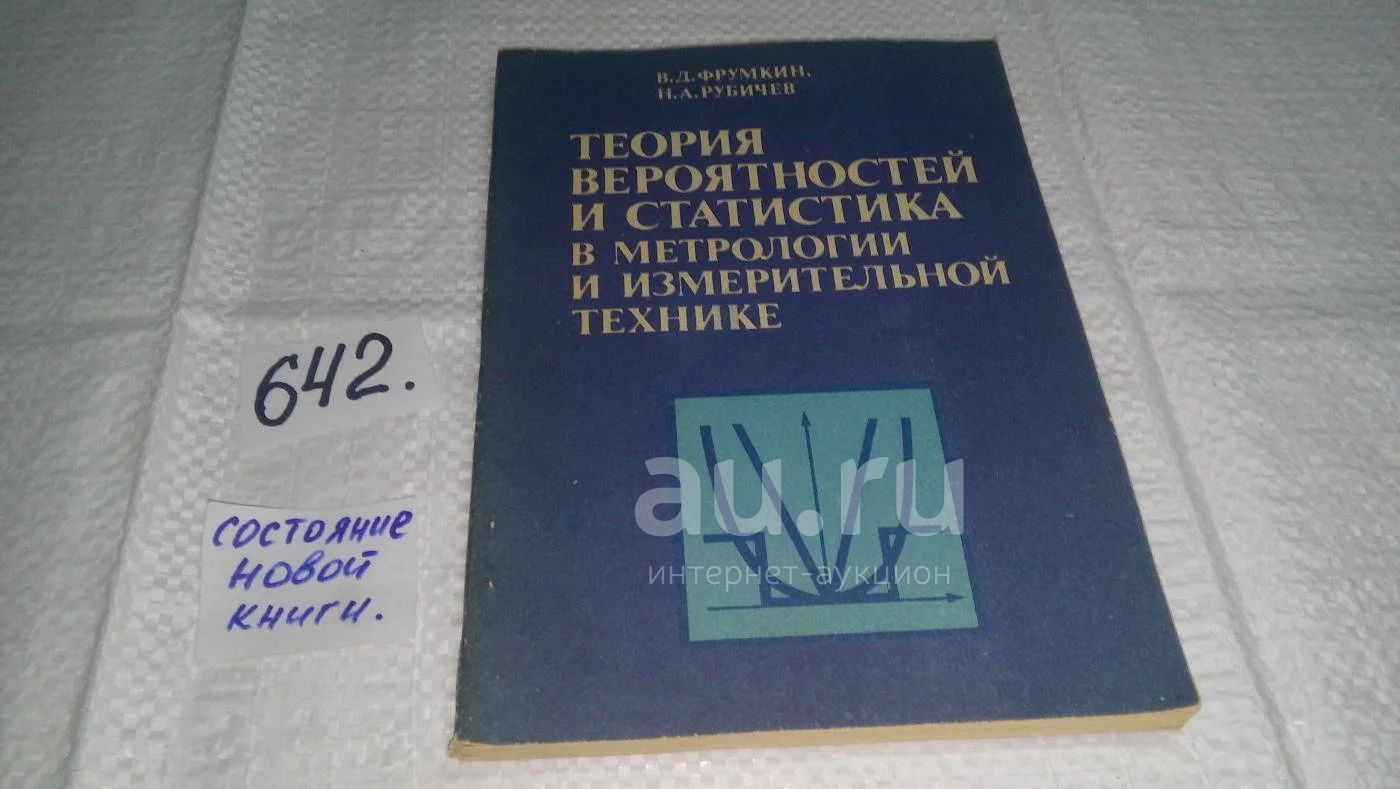 В.Д.ФРУМКИН,
Н.А.РУБИЧЕВ
ТЕОРИЯ
ВЕРОЯТНОСТЕЙ
И СТАТИСТИКА
В МЕТРОЛОГИИ
И ИЗМЕРИТЕЛЬНОЙ
ТЕХНИКЕ
642.
состояние
новой
книги.
au.ru
интернет-аукцион